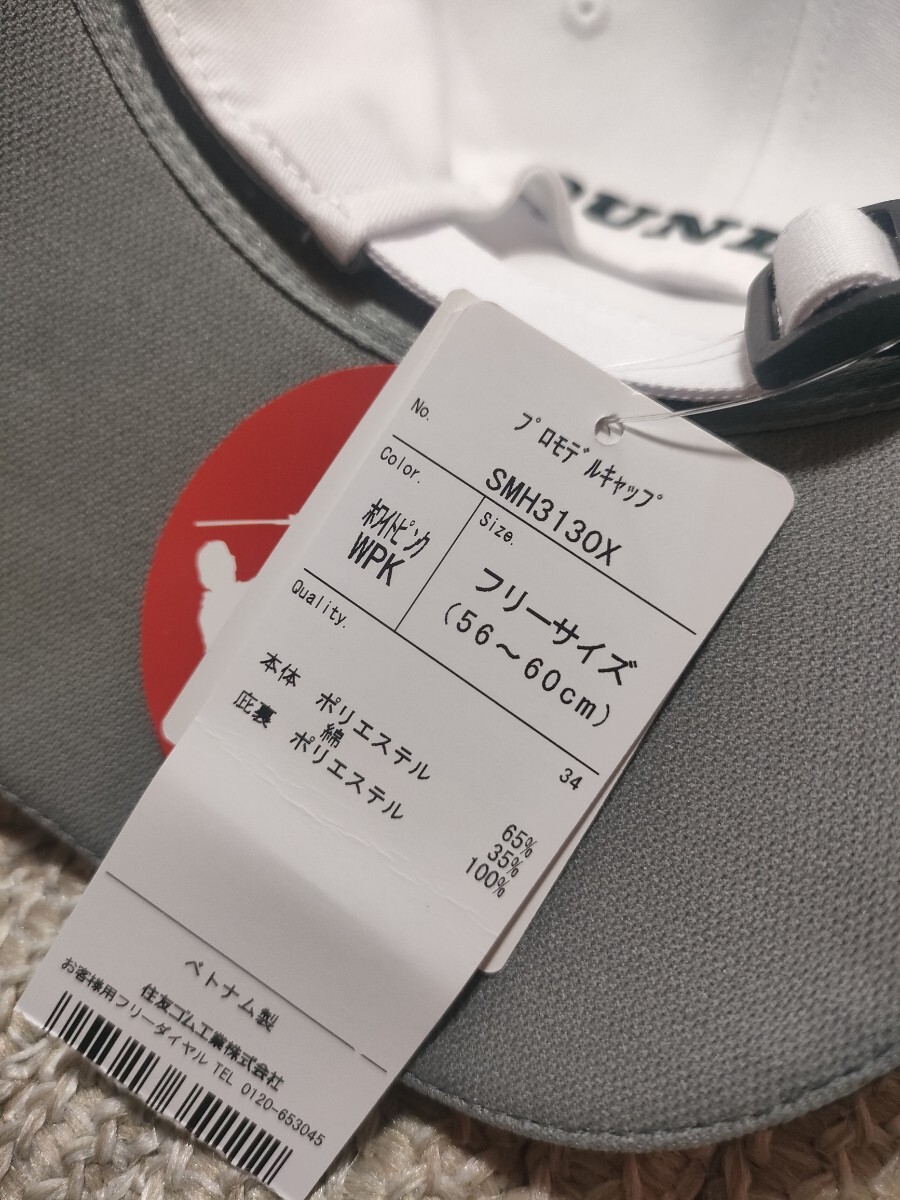 プロモデルキャップ
No.
SMH3130X
Color.
ホワイトピンク
WPK
Size.
フリーサイズ
(56～60cm)
Quality.
34
本体 ポリエステル 65%
綿 35%
庇裏 ポリエステル 100%
ベトナム製
住友ゴム工業株式会社
お客様用フリーダイヤル TEL 0120-653045